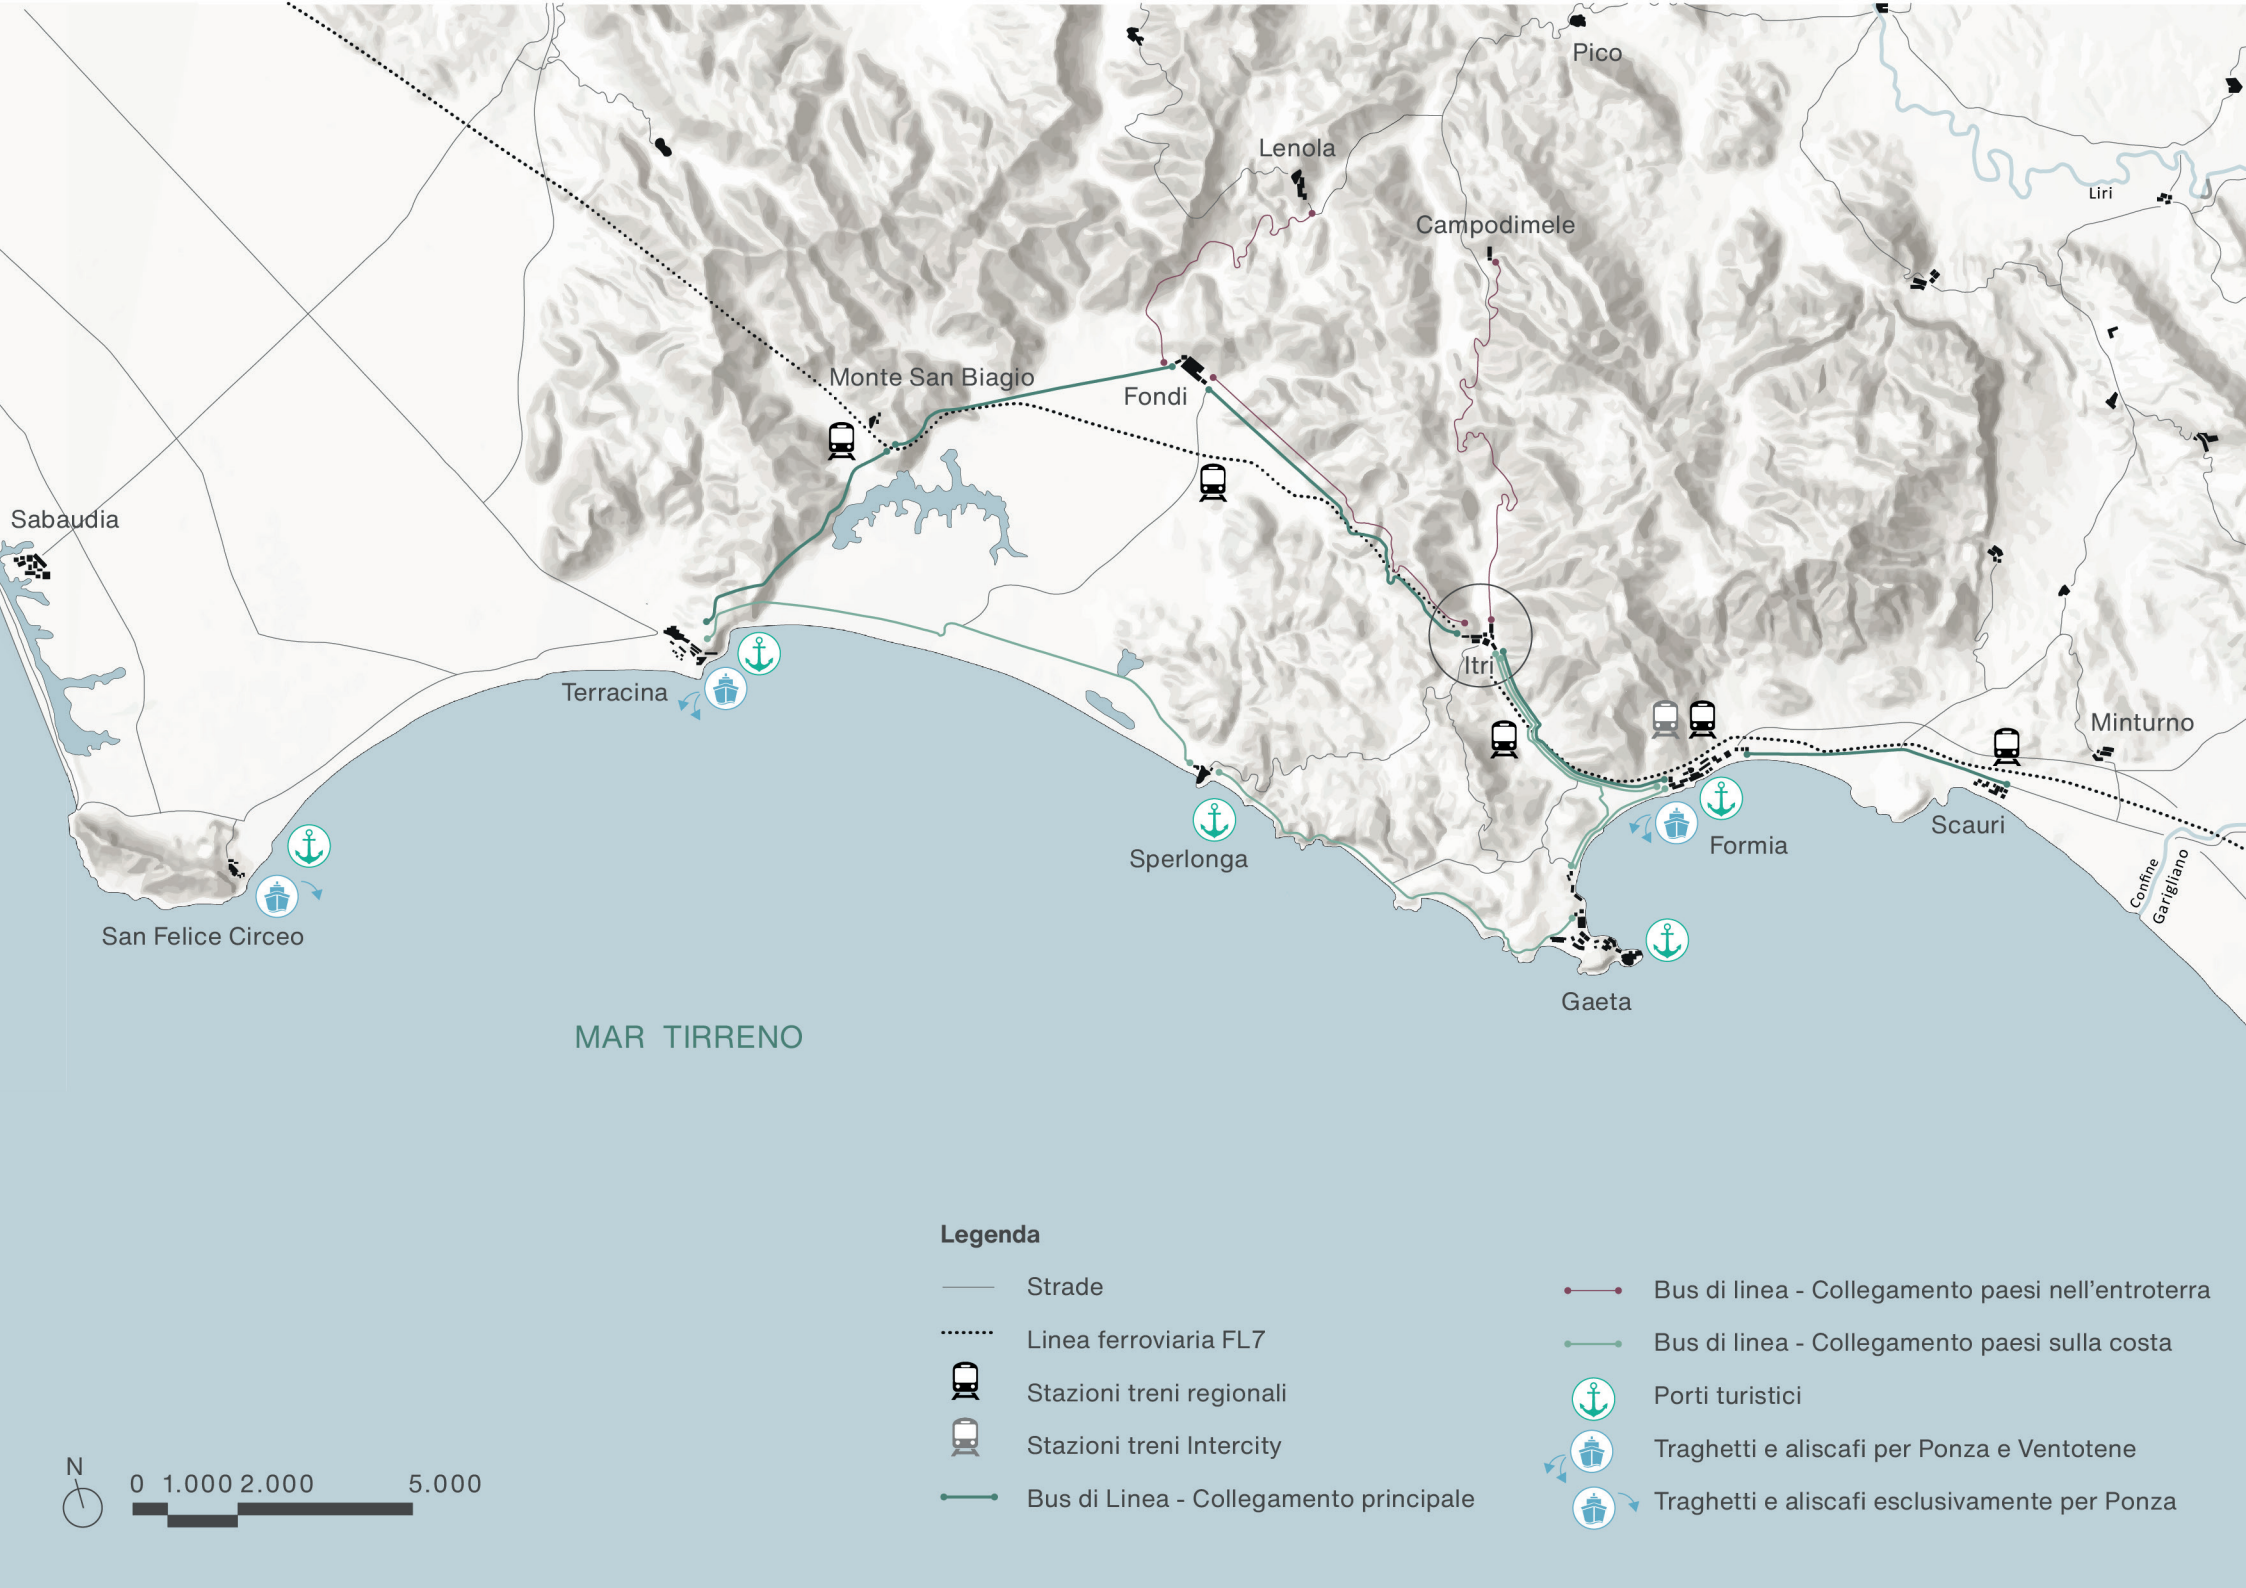 Pico
Lenola
Liri
Campodimele
Monte San Biagio
Fondi
Sabaudia
Itri
Terracina
Minturno
Sperlonga
Formia
Scauri
Confine
Garigliano
San Felice Circeo
Gaeta
MAR TIRRENO
Legenda
Strade
Linea ferroviaria FL7
Stazioni treni regionali
Stazioni treni Intercity
Bus di Linea - Collegamento principale
Bus di linea - Collegamento paesi nell'entroterra
Bus di linea - Collegamento paesi sulla costa
Porti turistici
Traghetti e aliscafi per Ponza e Ventotene
Traghetti e aliscafi esclusivamente per Ponza
N
0 1.000 2.000 5.000